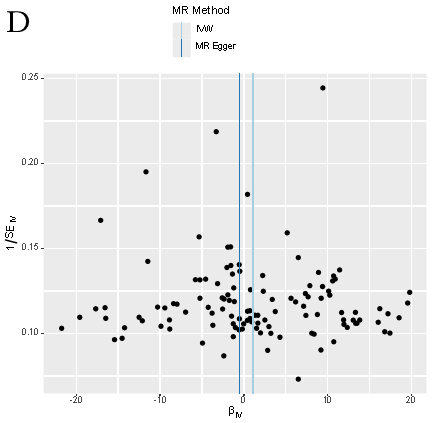 D
MR Method
IVW
MR Egger
0.25
0.20
0.15
0.10
1/SE IV
-20
-10
0
10
20
β IV